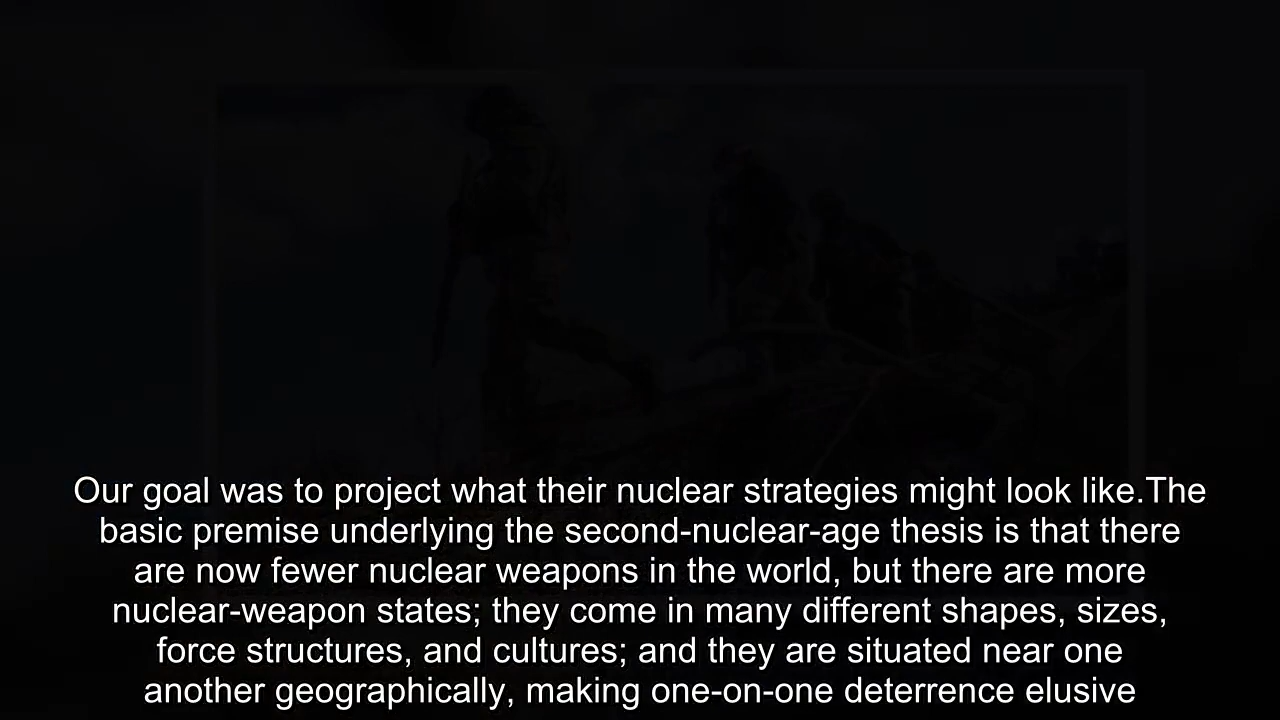 Our goal was to project what their nuclear strategies might look like.The
basic premise underlying the second-nuclear-age thesis is that there
are now fewer nuclear weapons in the world, but there are more
nuclear-weapon states; they come in many different shapes, sizes,
force structures, and cultures; and they are situated near one
another geographically, making one-on-one deterrence elusive